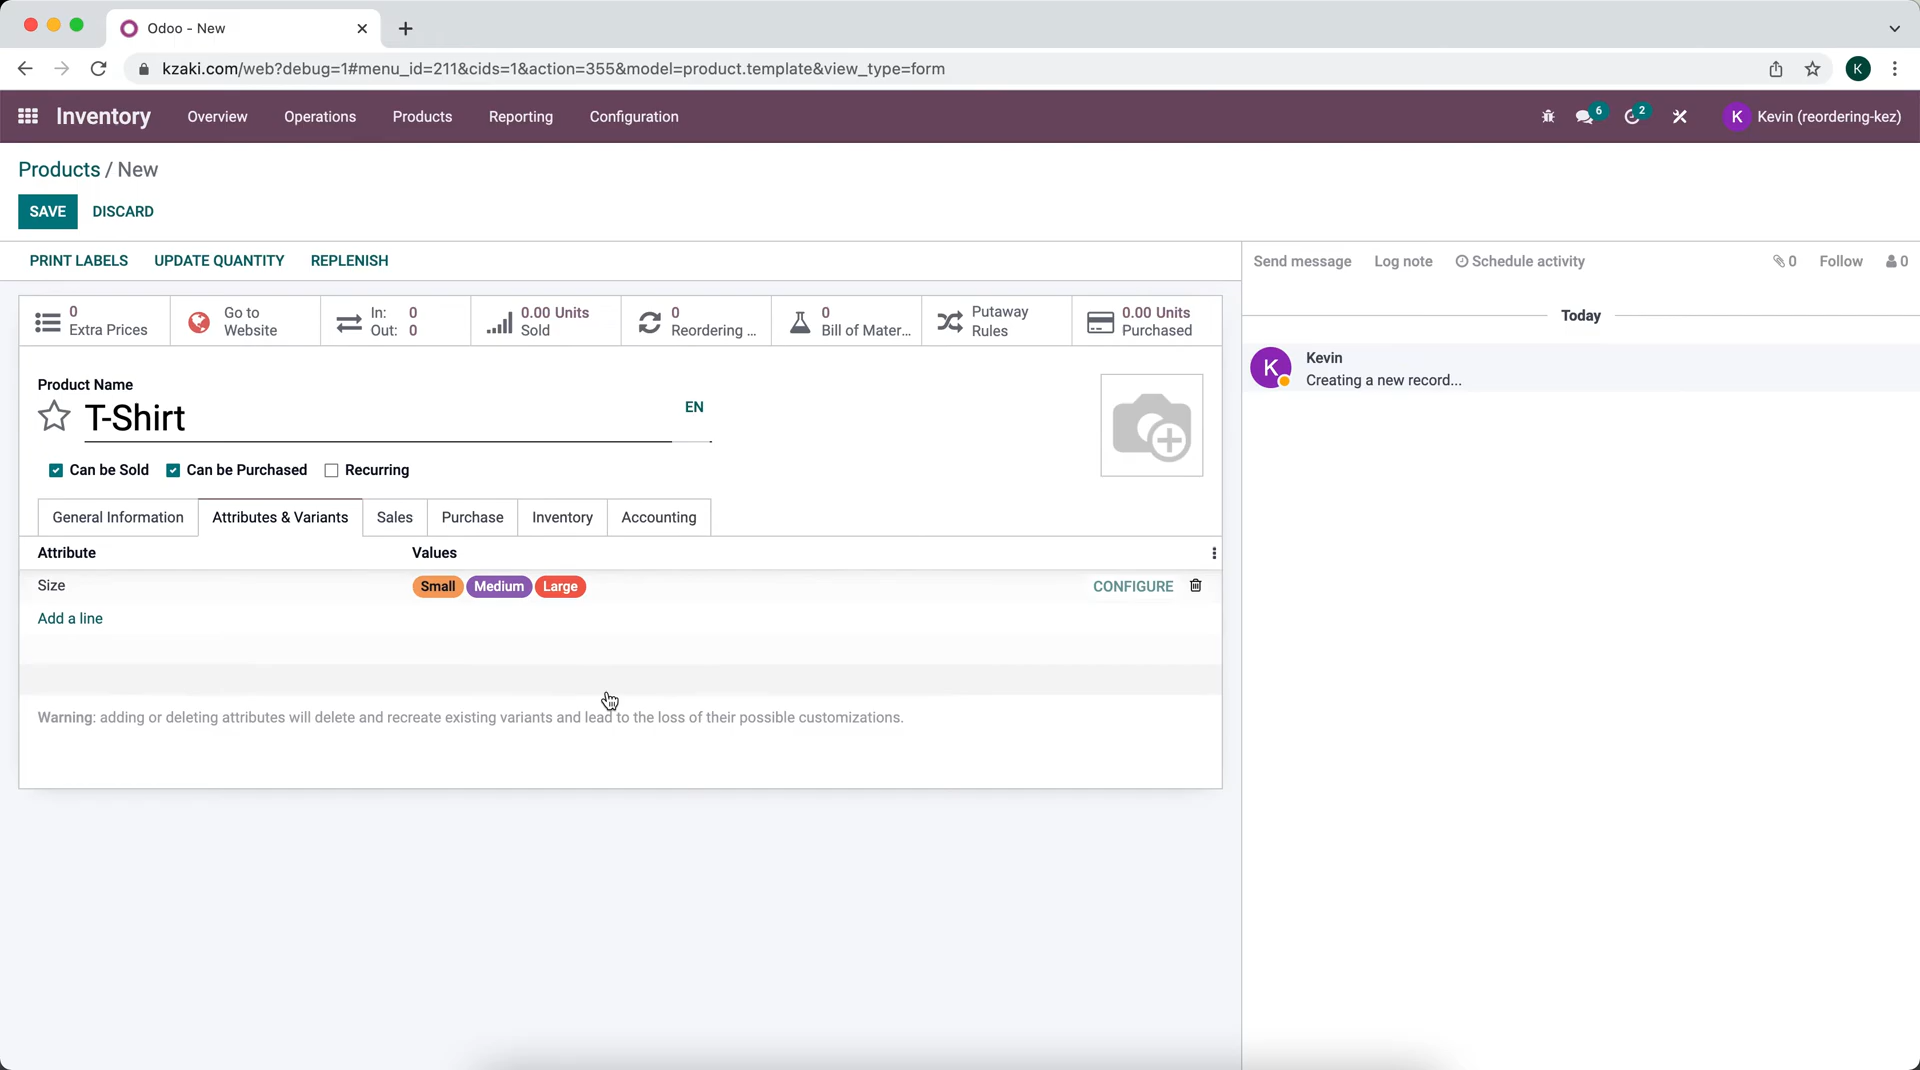 Odoo - New
kzaki.com/web?debug=1#menu_id=211&cids=1&action=355&model=product.template&view_type=form
K
Inventory
Overview
Operations
Products
Reporting
Configuration
6
2
K
Kevin (reordering-kez)
Products / New
SAVE
DISCARD
PRINT LABELS
UPDATE QUANTITY
REPLENISH
Send message
Log note
Schedule activity
0
Follow
0
0
Extra Prices
Go to
Website
In: 0
Out: 0
0.00 Units
Sold
0
Reordering ...
0
Bill of Mater...
Putaway
Rules
0.00 Units
Purchased
Today
K
Kevin
Creating a new record...
Product Name
T-Shirt
EN
Can be Sold
Can be Purchased
Recurring
General Information
Attributes & Variants
Sales
Purchase
Inventory
Accounting
Attribute
Values
Size
Small
Medium
Large
CONFIGURE
Add a line
Warning: adding or deleting attributes will delete and recreate existing variants and lead to the loss of their possible customizations.